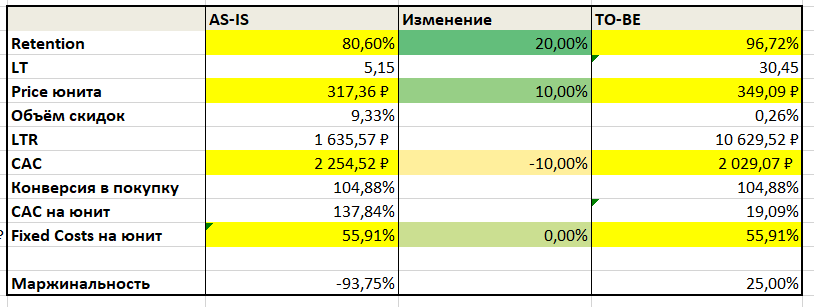 AS-IS Изменение TO-BE
Retention 80,60% 20,00% 96,72%
LT 5,15 30,45
Price юнита 317,36 ₽ 10,00% 349,09 ₽
Объём скидок 9,33% 0,26%
LTR 1 635,57 ₽ 10 629,52 ₽
CAC 2 254,52 ₽ -10,00% 2 029,07 ₽
Конверсия в покупку 104,88% 104,88%
CAC на юнит 137,84% 19,09%
₽ Fixed Costs на юнит 55,91% 0,00% 55,91%
Маржинальность -93,75% 25,00%